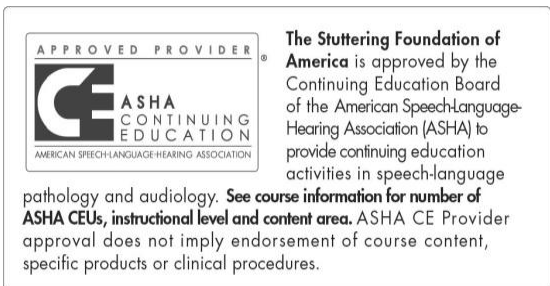 APPROVED PROVIDER
®
CE
ASHA
CONTINUING
EDUCATION
AMERICAN SPEECH-LANGUAGE-HEARING ASSOCIATION
The Stuttering Foundation of
America is approved by the
Continuing Education Board
of the American Speech-Language-
Hearing Association (ASHA) to
provide continuing education
activities in speech-language
pathology and audiology. See course information for number of
ASHA CEUs, instructional level and content area. ASHA CE Provider
approval does not imply endorsement of course content,
specific products or clinical procedures.